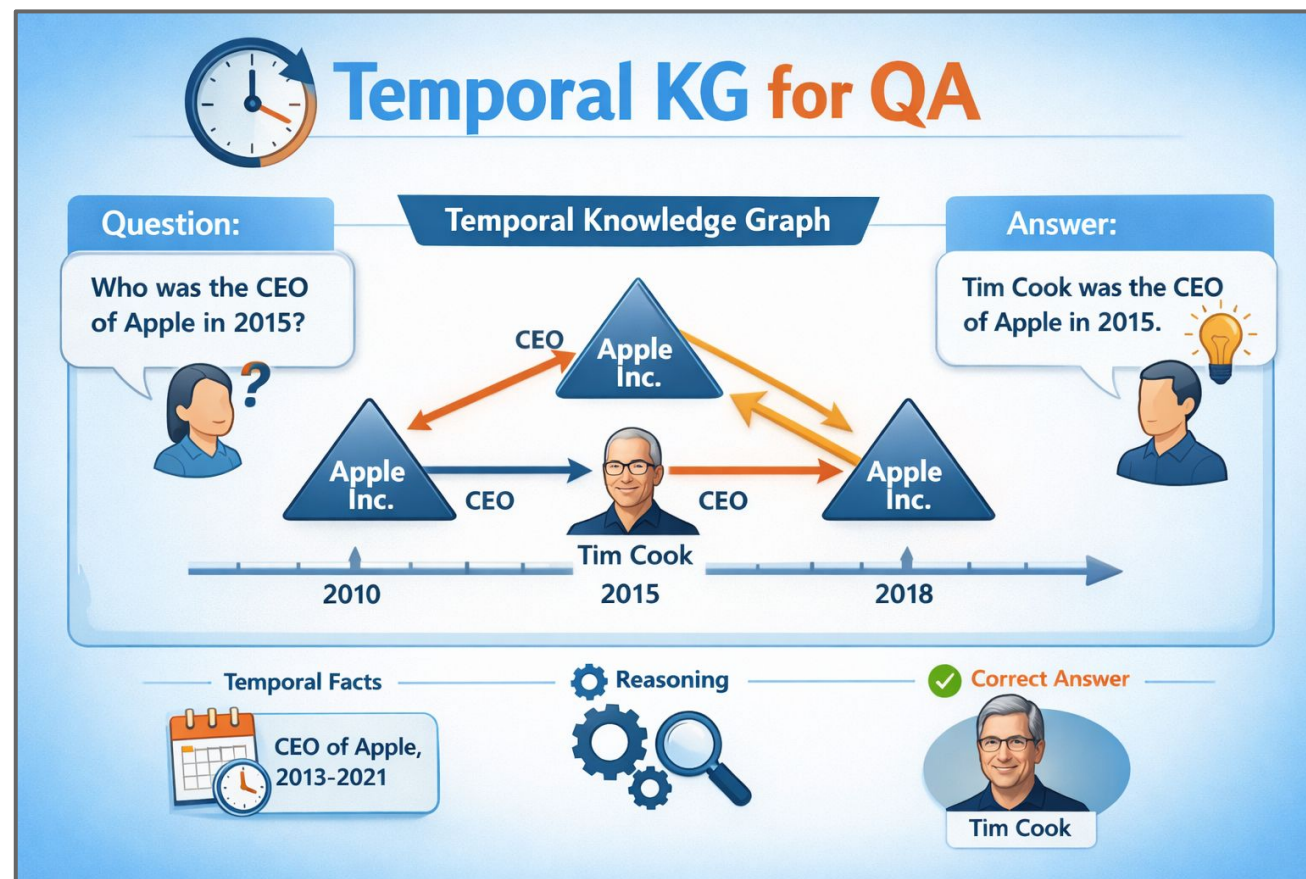 Temporal KG for QA
Question:
Temporal Knowledge Graph
Answer:
Who was the CEO
of Apple in 2015?
?
Tim Cook was the CEO
of Apple in 2015.
CEO
Apple
Inc.
Apple
Inc.
CEO
CEO
Apple
Inc.
Tim Cook
2010
2015
2018
Temporal Facts
Reasoning
Correct Answer
CEO of Apple,
2013-2021
Tim Cook